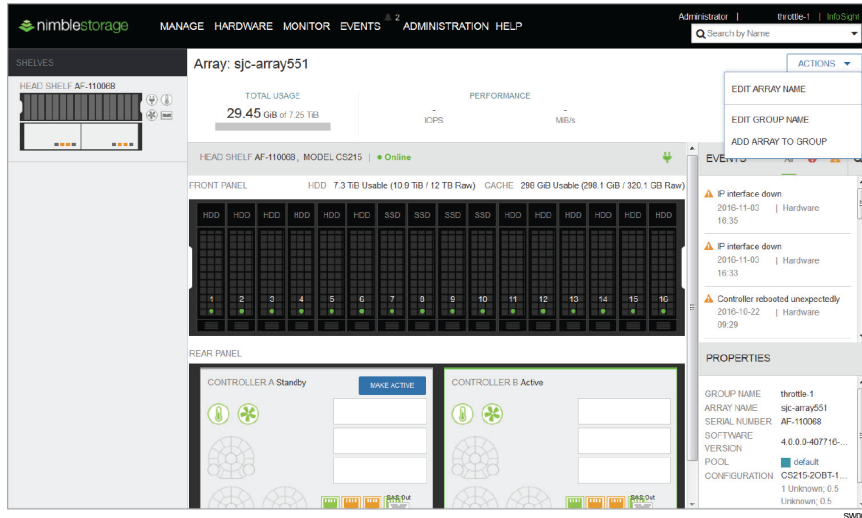 nimblestorage MANAGE HARDWARE MONITOR EVENTS 2 ADMINISTRATION HELP
Administrator | throttle-1 | InfoSight
Search by Name
SHELVES
HEAD SHELF AF-110068
Array: sjc-array551
ACTIONS
EDIT ARRAY NAME
EDIT GROUP NAME
ADD ARRAY TO GROUP
TOTAL USAGE
29.45 GiB of 7.25 TiB
PERFORMANCE
- -
IOPS MiB/s
HEAD SHELF AF-110068, MODEL CS215 | Online
FRONT PANEL HDD 7.3 TiB Usable (10.9 TiB / 12 TB Raw) CACHE 298 GiB Usable (298.1 GiB / 320.1 GB Raw)
HDD HDD HDD HDD HDD HDD SSD SSD SSD SSD HDD HDD HDD HDD HDD HDD
1 2 3 4 5 6 7 8 9 10 11 12 13 14 15 16
REAR PANEL
CONTROLLER A Standby
MAKE ACTIVE
SAS Out
CONTROLLER B Active
SAS Out
EVENTS All
IP interface down
2016-11-03 | Hardware
16:35
IP interface down
2016-11-03 | Hardware
16:33
Controller rebooted unexpectedly
2016-10-22 | Hardware
09:29
PROPERTIES
GROUP NAME throttle-1
ARRAY NAME sjc-array551
SERIAL NUMBER AF-110068
SOFTWARE VERSION 4.0.0.0-407716-...
POOL default
CONFIGURATION CS215-2OBT-1...
1 Unknown; 0.5
Unknown; 0.5